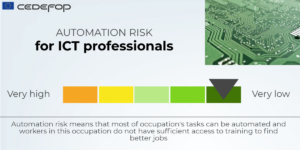 CEDEFOP
AUTOMATION RISK
for ICT professionals
Very high
Very low
Automation risk means that most of occupation's tasks can be automated and
workers in this occupation do not have sufficient access to training to find
better jobs